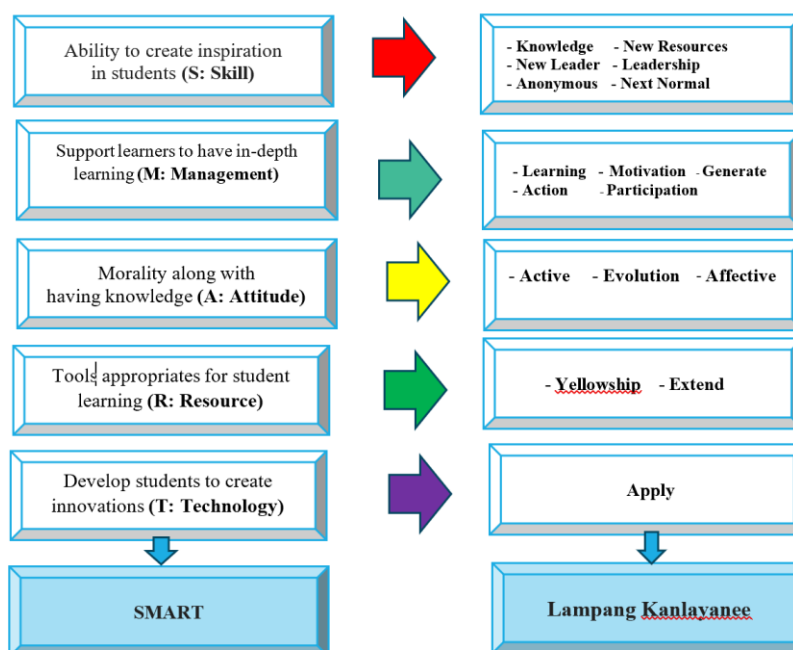 Ability to create inspiration
in students (S: Skill)
- Knowledge - New Resources
- New Leader - Leadership
- Anonymous - Next Normal
Support learners to have in-depth
learning (M: Management)
- Learning - Motivation - Generate
- Action - Participation
Morality along with
having knowledge (A: Attitude)
- Active - Evolution - Affective
Tools appropriates for student
learning (R: Resource)
- Yellowship - Extend
Develop students to create
innovations (T: Technology)
Apply
SMART
Lampang Kanlayanee